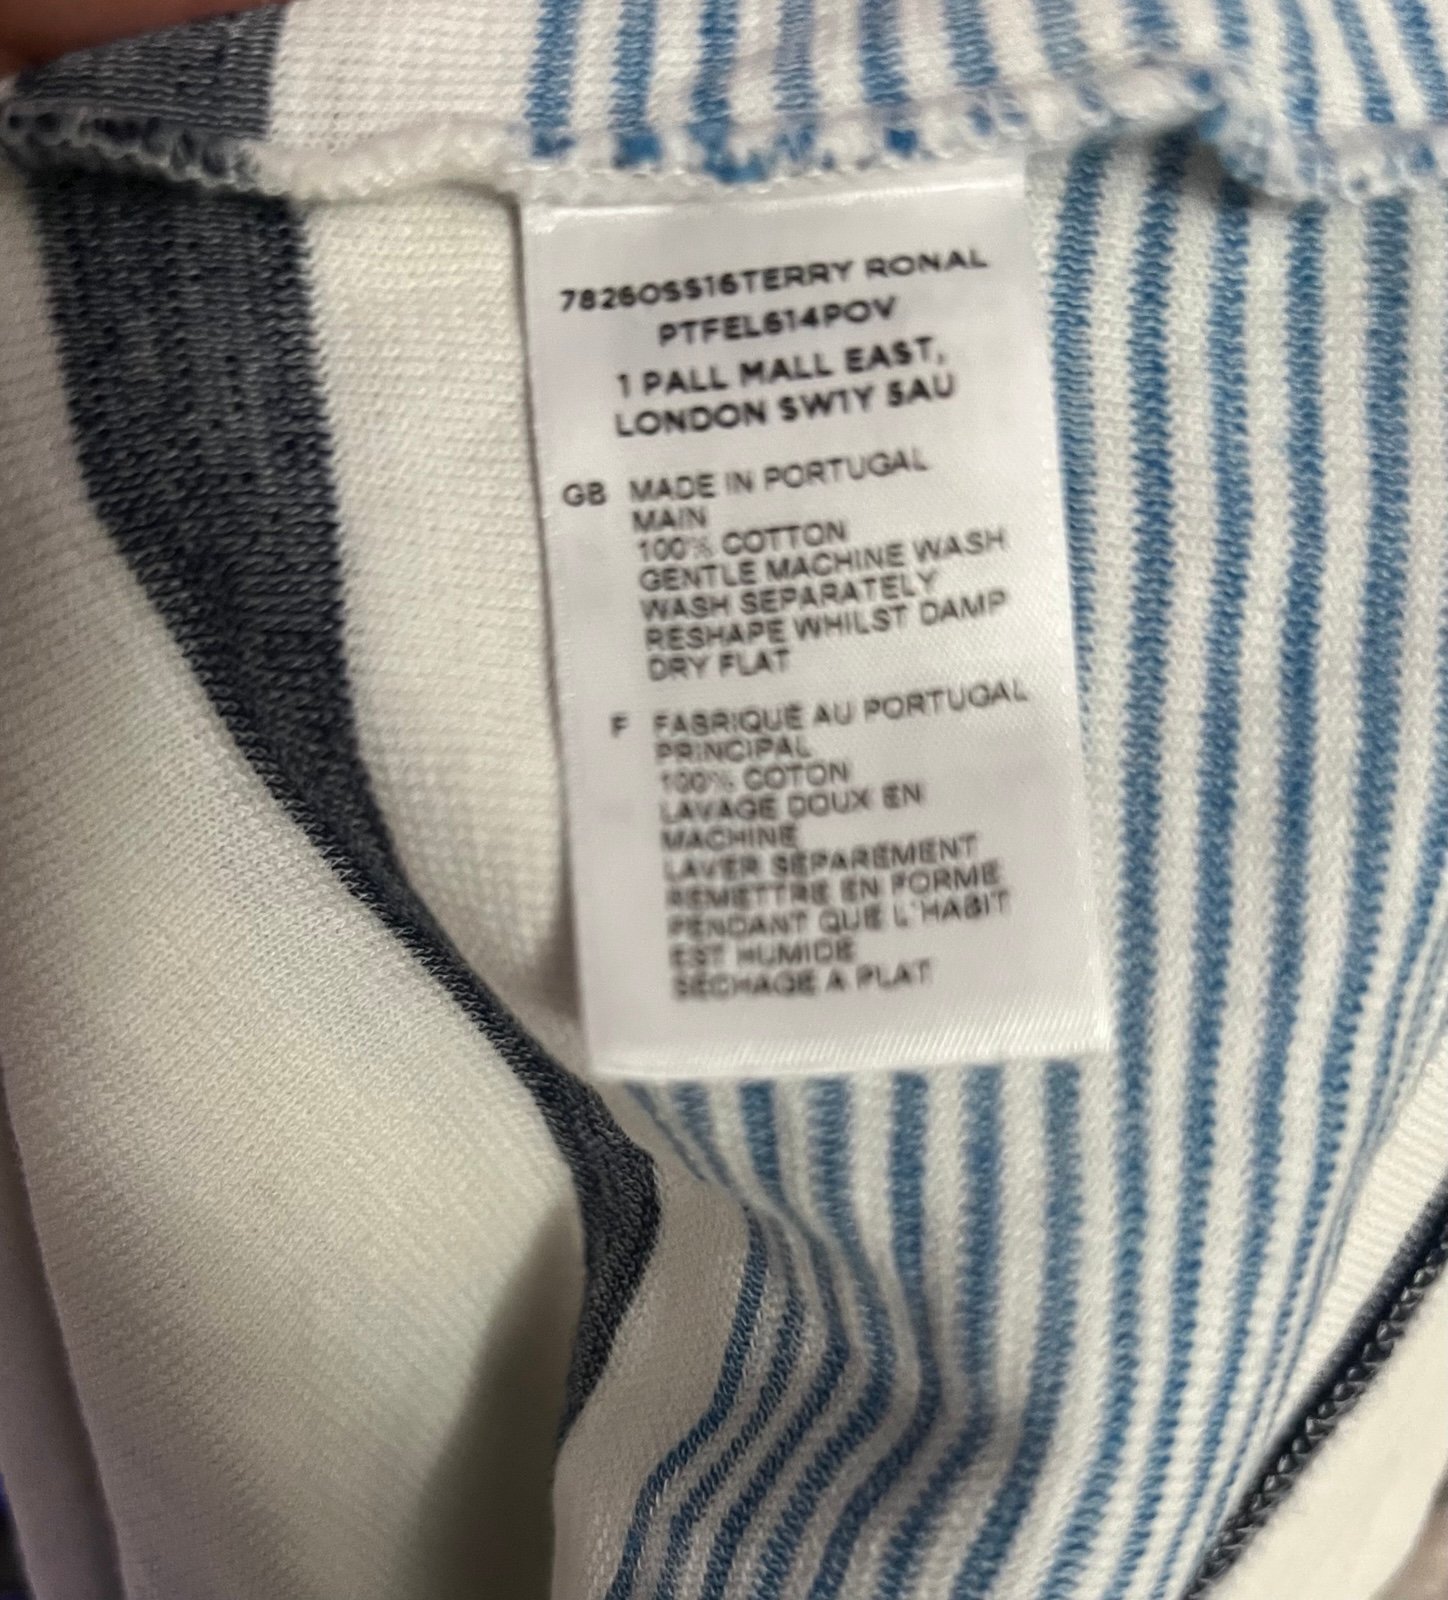 78260SS16TERRY RONAL
PTFEL614POV
1 PALL MALL EAST,
LONDON SW1Y 5AU
GB MADE IN PORTUGAL
MAIN
100% COTTON
GENTLE MACHINE WASH
WASH SEPARATELY
RESHAPE WHILST DAMP
DRY FLAT
F FABRIQUÉ AU PORTUGAL
PRINCIPAL
100% COTON
LAVAGE DOUX EN
MACHINE
LAVER SÉPARÉMENT
REMETTRE EN FORME
PENDANT QUE L'HABIT
EST HUMIDE
SÉCHAGE A PLAT